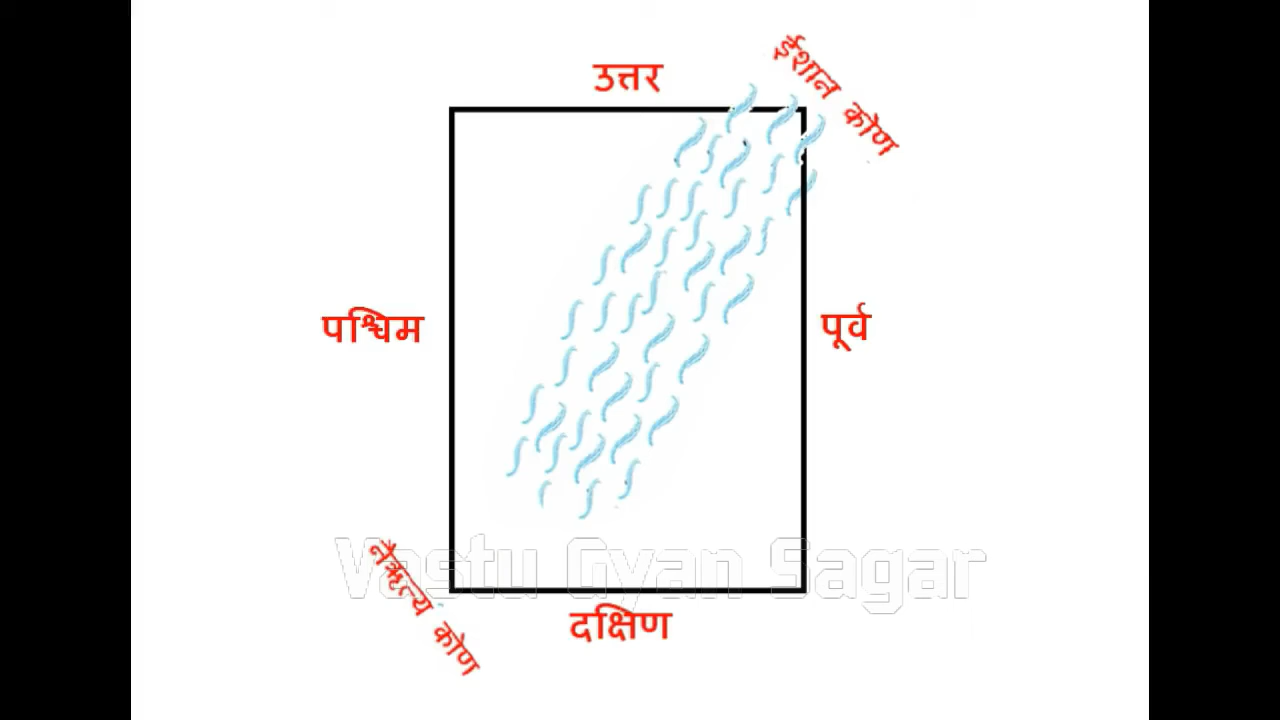 ईशान कोण
उत्तर
पश्चिम
पूर्व
Vastu Gyan Sagar
नैऋत्य कोण
दक्षिण